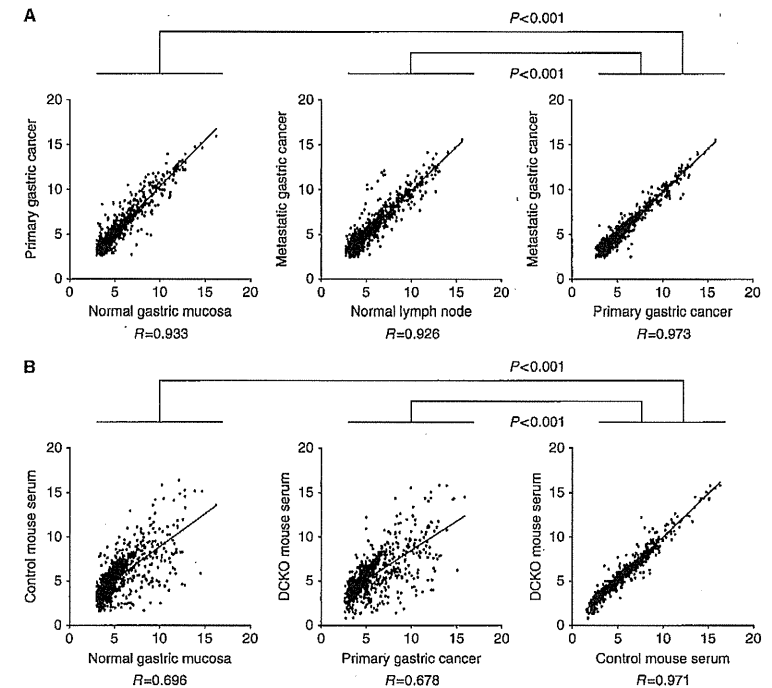 A
P<0.001
P<0.001
Primary gastric cancer
20
15
10
5
0
0 5 10 15 20
Normal gastric mucosa
R=0.933
Metastatic gastric cancer
20
15
10
5
0
0 5 10 15 20
Normal lymph node
R=0.926
Metastatic gastric cancer
20
15
10
5
0
0 5 10 15 20
Primary gastric cancer
R=0.973
B
P<0.001
P<0.001
Control mouse serum
20
15
10
5
0
0 5 10 15 20
Normal gastric mucosa
R=0.696
DCKO mouse serum
20
15
10
5
0
0 5 10 15 20
Primary gastric cancer
R=0.678
DCKO mouse serum
20
15
10
5
0
0 5 10 15 20
Control mouse serum
R=0.971